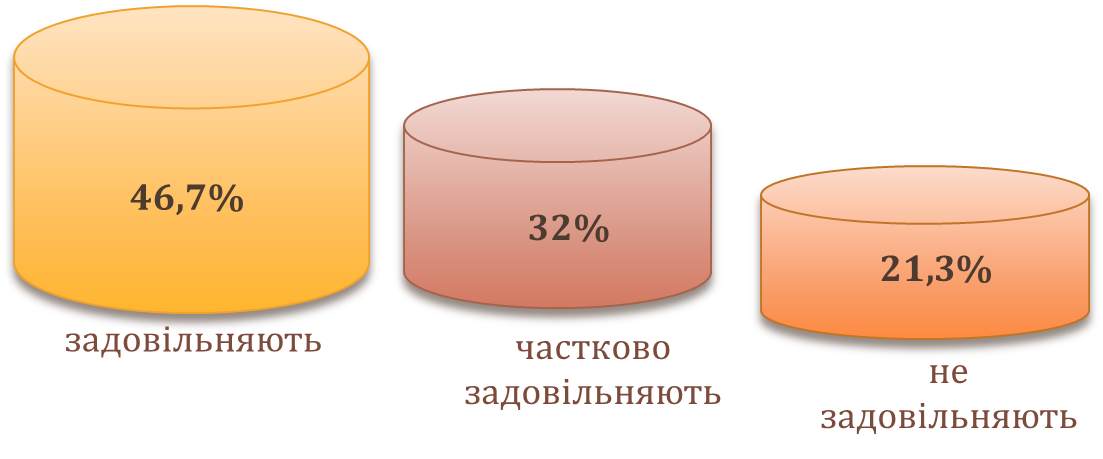 46,7%
задовільняють
32%
частково
задовільняють
21,3%
не
задовільняють